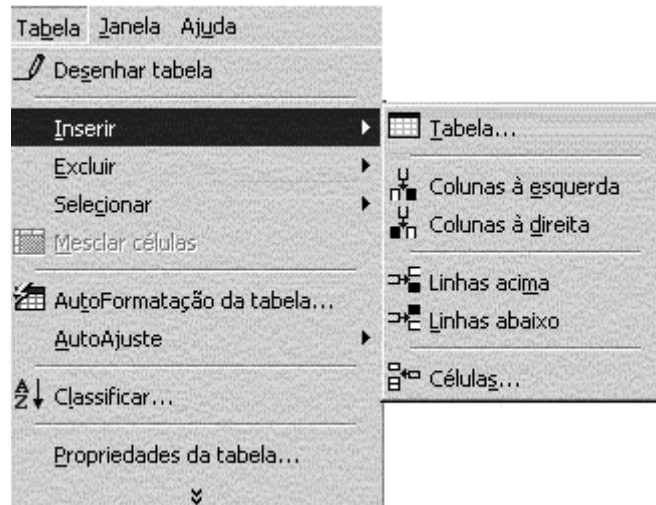 Tabela Janela Ajuda
Desenhar tabela
Inserir
Excluir
Selecionar
Mesclar células
AutoFormatação da tabela...
AutoAjuste
Classificar...
Propriedades da tabela...
Tabela...
Colunas à esquerda
Colunas à direita
Linhas acima
Linhas abaixo
Células...